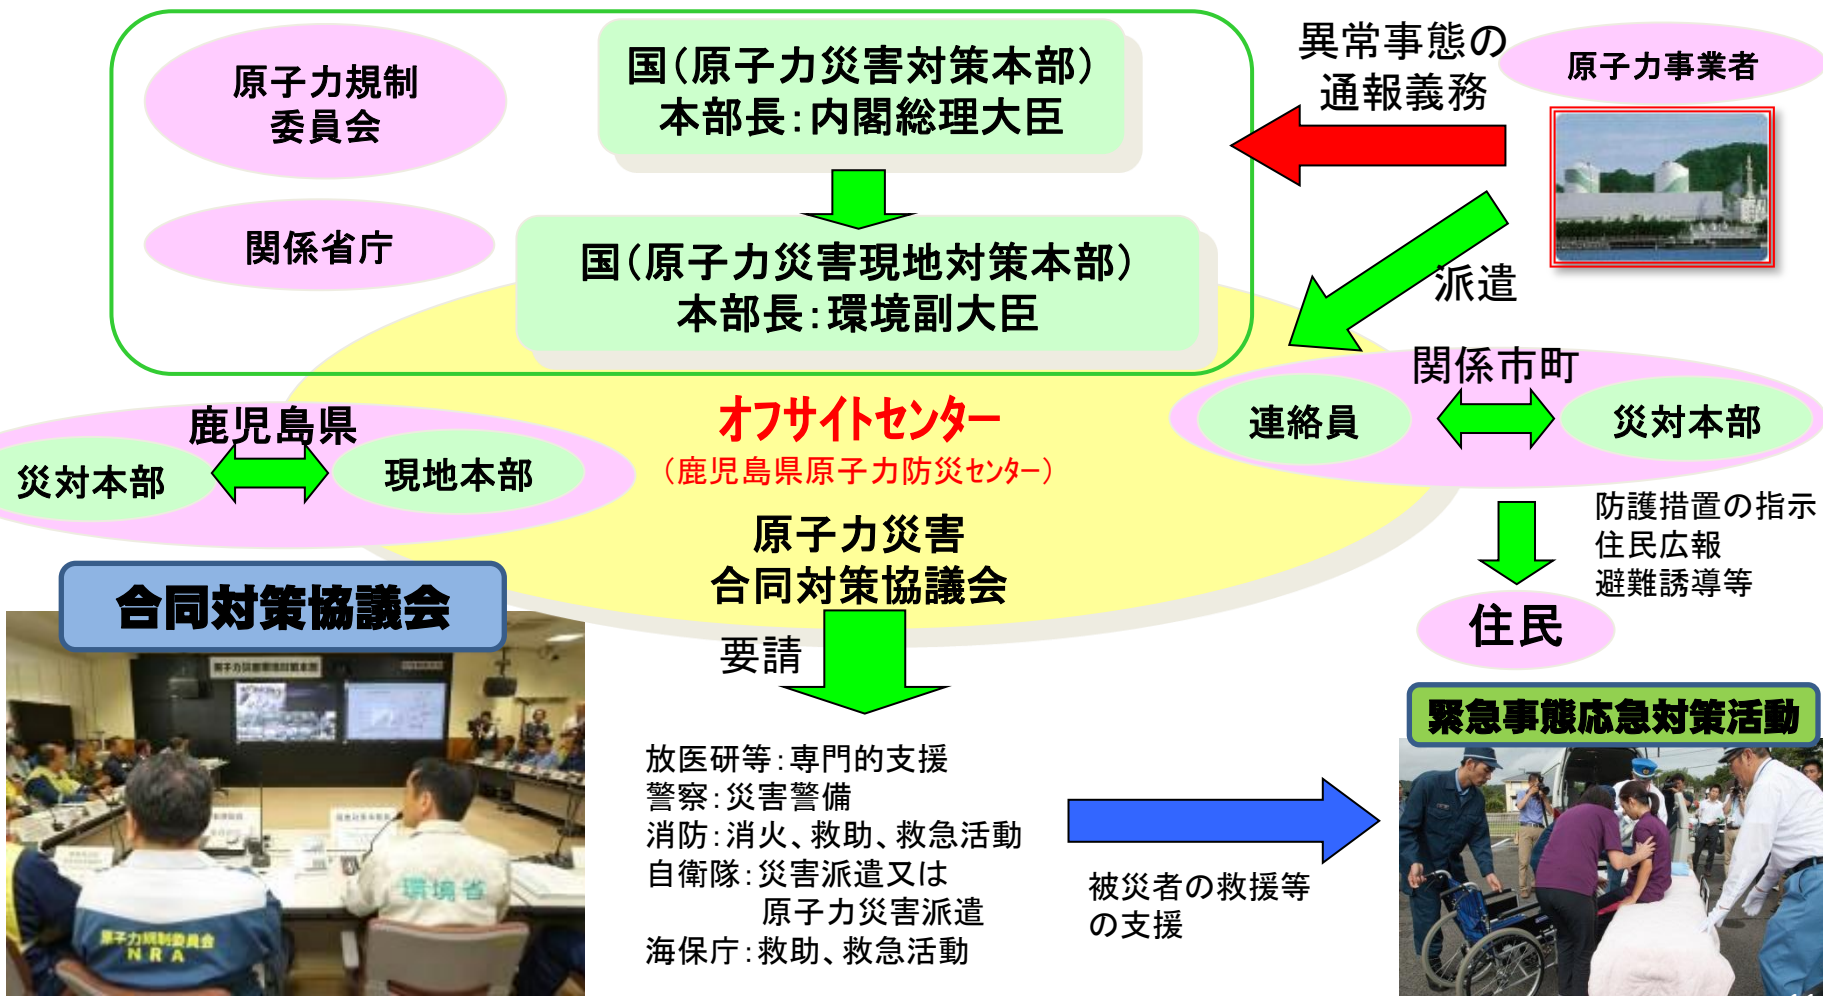 原子力規制
委員会
関係省庁
国(原子力災害対策本部)
本部長:内閣総理大臣
国(原子力災害現地対策本部)
本部長:環境副大臣
異常事態の
通報義務
原子力事業者
派遣
関係市町
連絡員
災対本部
鹿児島県
災対本部
現地本部
オフサイトセンター
(鹿児島県原子力防災センター)
原子力災害
合同対策協議会
防護措置の指示
住民広報
避難誘導等
住民
合同対策協議会
要請
緊急事態応急対策活動
放医研等:専門的支援
警察:災害警備
消防:消火、救助、救急活動
自衛隊:災害派遣又は
原子力災害派遣
海保庁:救助、救急活動
被災者の救援等
の支援
原子力災害現地対策本部
環境省
原子力規制委員会
NRA